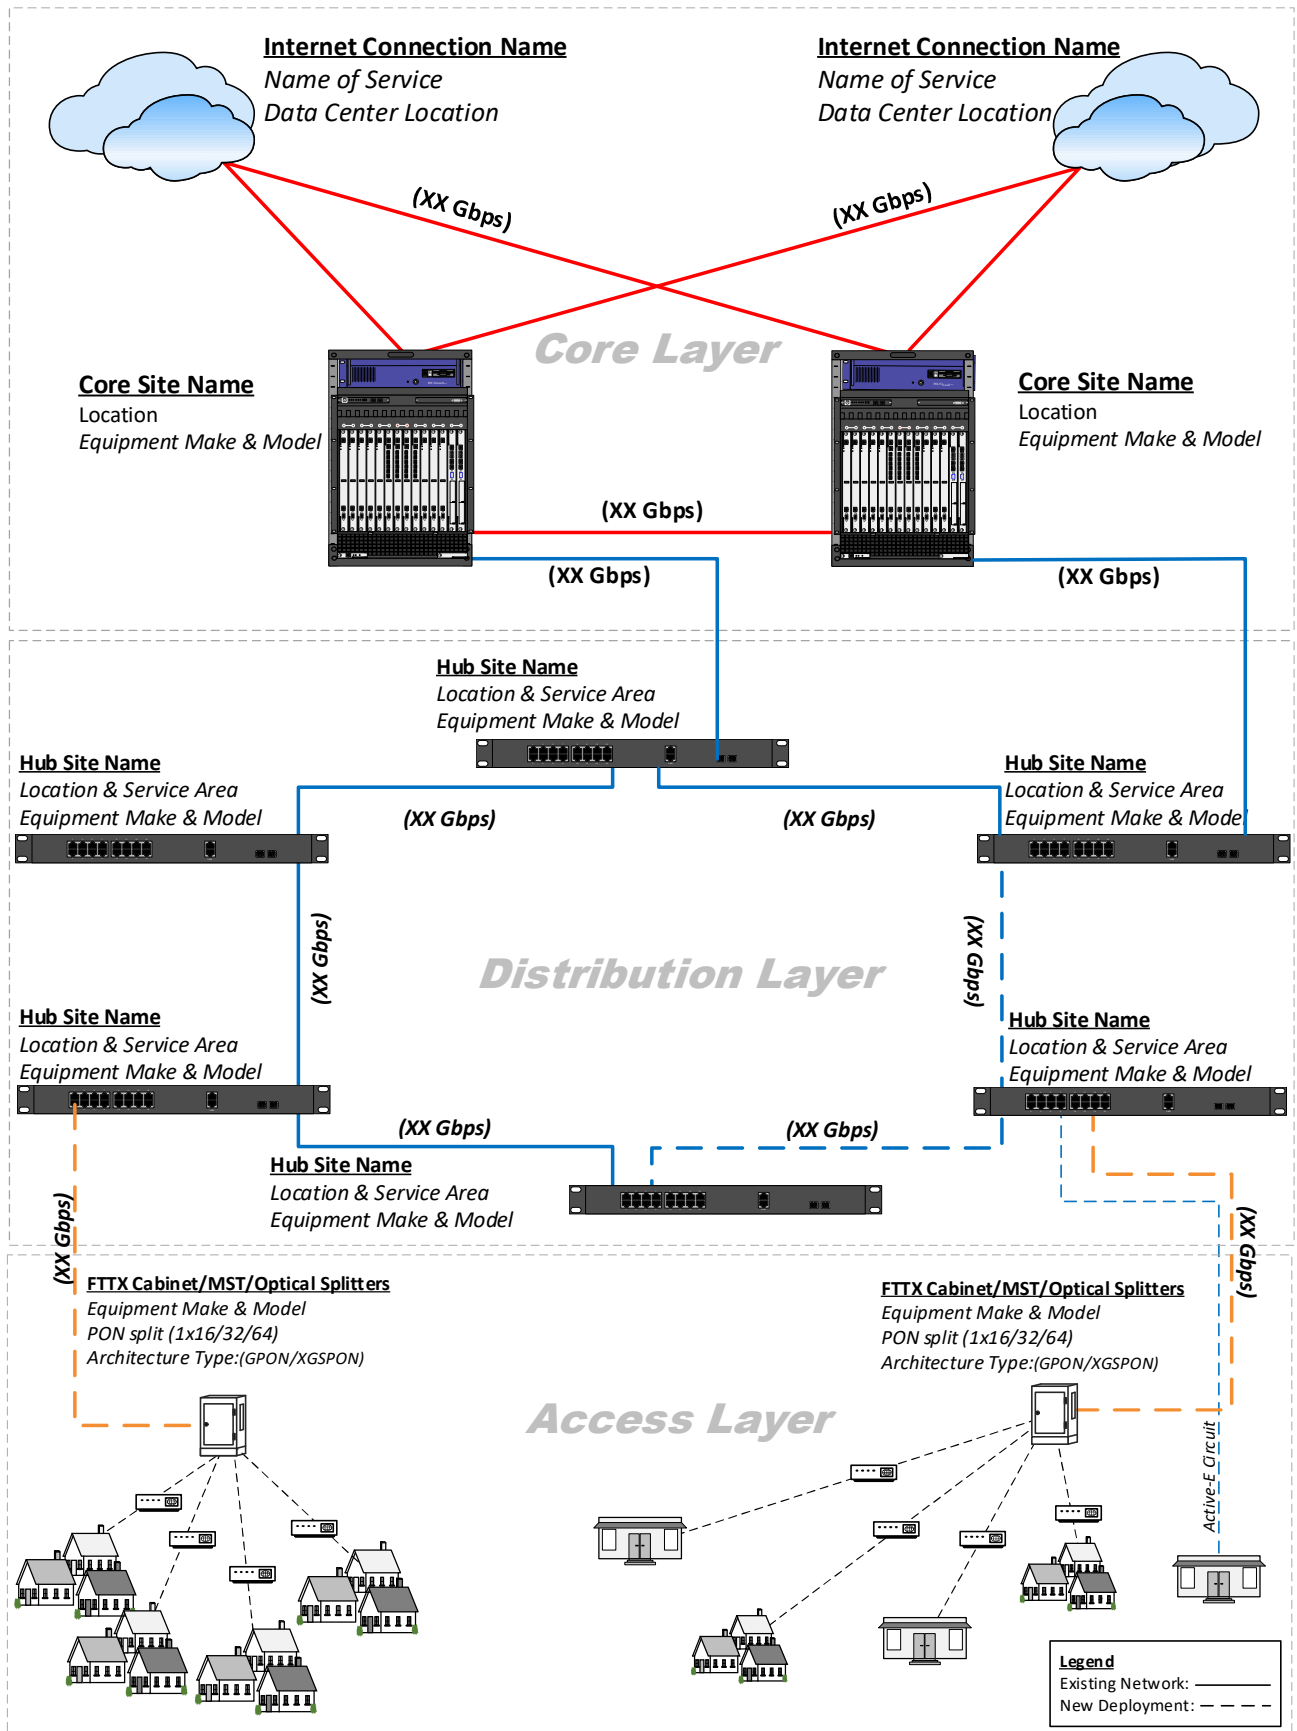 Internet Connection Name
Name of Service
Data Center Location
Internet Connection Name
Name of Service
Data Center Location
(XX Gbps)
(XX Gbps)
Core Layer
Core Site Name
Location
Equipment Make & Model
Core Site Name
Location
Equipment Make & Model
(XX Gbps)
(XX Gbps)
(XX Gbps)
Hub Site Name
Location & Service Area
Equipment Make & Model
Hub Site Name
Location & Service Area
Equipment Make & Model
Hub Site Name
Location & Service Area
Equipment Make & Model
(XX Gbps)
(XX Gbps)
(XX Gbps)
(XX Gbps)
Distribution Layer
Hub Site Name
Location & Service Area
Equipment Make & Model
Hub Site Name
Location & Service Area
Equipment Make & Model
(XX Gbps)
(XX Gbps)
Hub Site Name
Location & Service Area
Equipment Make & Model
(XX Gbps)
(XX Gbps)
FTTX Cabinet/MST/Optical Splitters
Equipment Make & Model
PON split (1x16/32/64)
Architecture Type:(GPON/XGSPON)
FTTX Cabinet/MST/Optical Splitters
Equipment Make & Model
PON split (1x16/32/64)
Architecture Type:(GPON/XGSPON)
Access Layer
Active-E Circuit
Legend
Existing Network:
New Deployment: